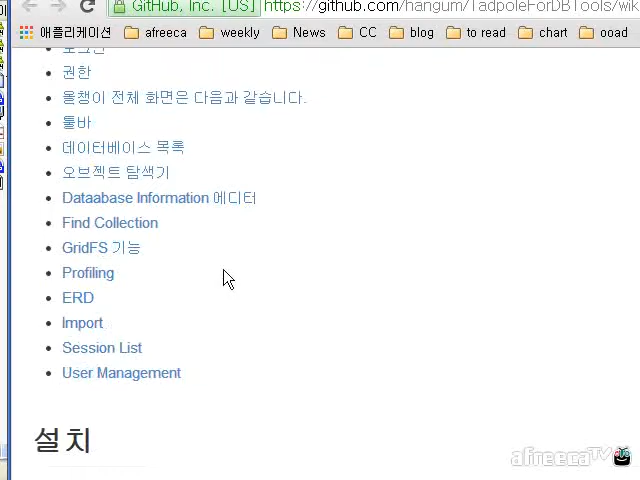 GitHub, Inc. [US] https://github.com/hangum/TadpoleForDBTools/wik
애플리케이션 afreeca weekly News CC blog to read chart ooad
로그인
권한
올챙이 전체 화면은 다음과 같습니다.
툴바
데이터베이스 목록
오브젝트 탐색기
Dataabase Information 에디터
Find Collection
GridFS 기능
Profiling
ERD
Import
Session List
User Management
설치
afreecaTV